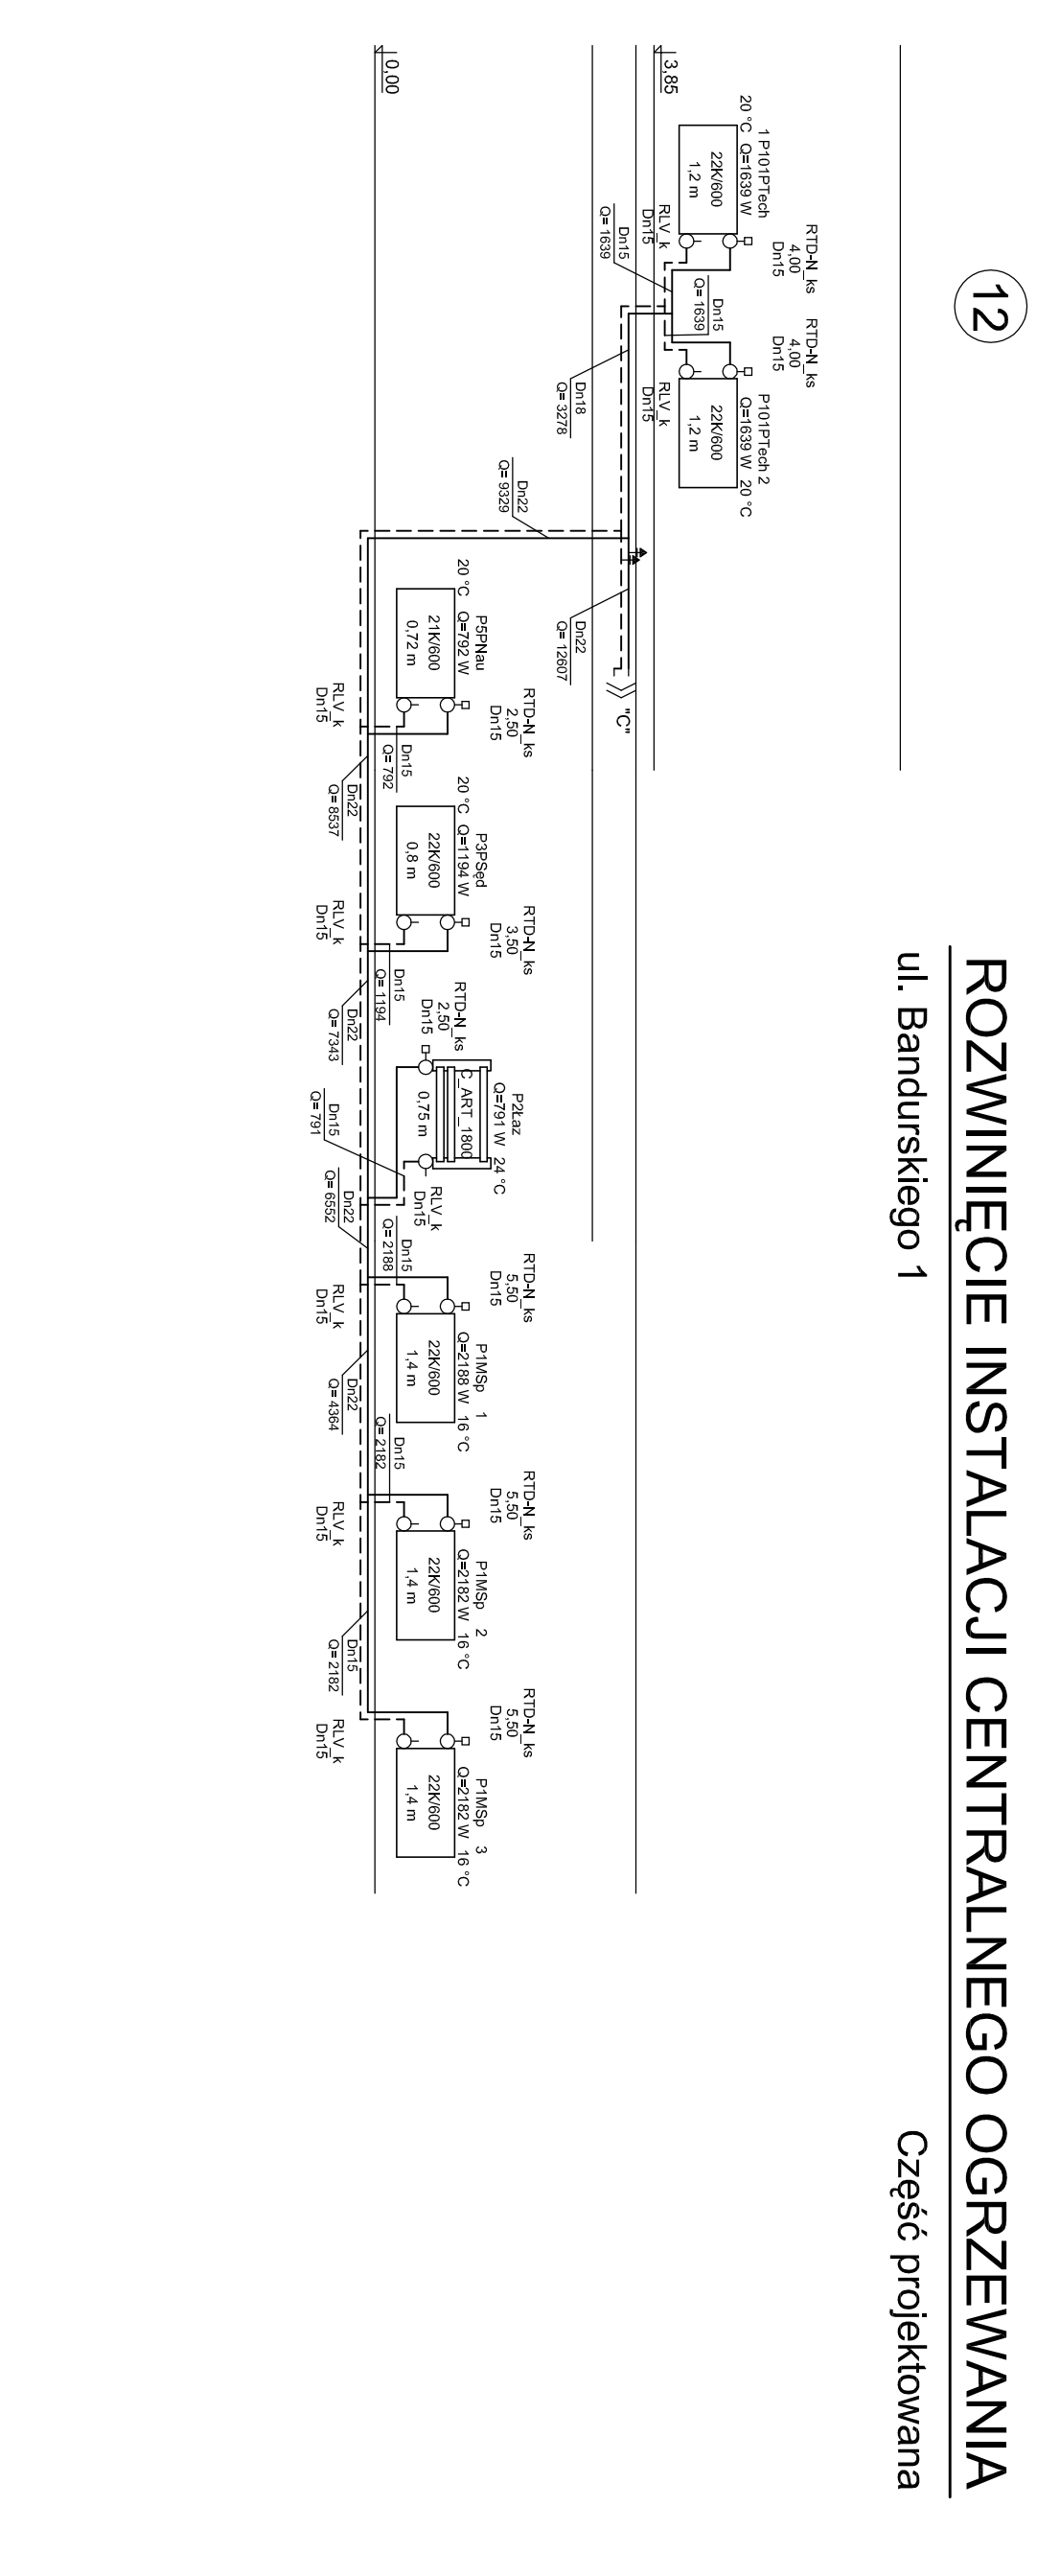 12
ROZWINIĘCIE INSTALACJI CENTRALNEGO OGRZEWANIA
ul. Bandurskiego 1
Część projektowana
RTD-N_ks
4,00
Dn15
RTD-N_ks
4,00
Dn15
1 P101PTech
20 °C Q=1639 W
22K/600
1,2 m
P101PTech 2
Q=1639 W 20 °C
22K/600
1,2 m
3,85
RLV_k
Dn15
RLV_k
Dn15
Dn15
Q= 1639
Dn15
Q= 1639
Dn18
Q= 3278
Dn22
Q= 12607
"C"
Dn22
Q= 9329
RTD-N_ks
2,50
Dn15
P5PNau
20 °C Q=792 W
21K/600
0,72 m
RLV_k
Dn15
Dn15
Q= 792
Dn22
Q= 8537
RTD-N_ks
3,50
Dn15
P3PSęd
20 °C Q=1194 W
22K/600
0,8 m
RLV_k
Dn15
Dn15
Q= 1194
Dn22
Q= 7343
RTD-N_ks
2,50
Dn15
P2Łaz
Q=791 W 24 °C
C_ART_1800
0,75 m
RLV_k
Dn15
Dn15
Q= 791
Dn22
Q= 6552
RTD-N_ks
5,50
Dn15
P1MSp 1
Q=2188 W 16 °C
22K/600
1,4 m
Dn15
Q= 2188
RLV_k
Dn15
Dn22
Q= 4364
RTD-N_ks
5,50
Dn15
P1MSp 2
Q=2182 W 16 °C
22K/600
1,4 m
Dn15
Q= 2182
RLV_k
Dn15
Dn15
Q= 2182
RTD-N_ks
5,50
Dn15
P1MSp 3
Q=2182 W 16 °C
22K/600
1,4 m
RLV_k
Dn15
0,00